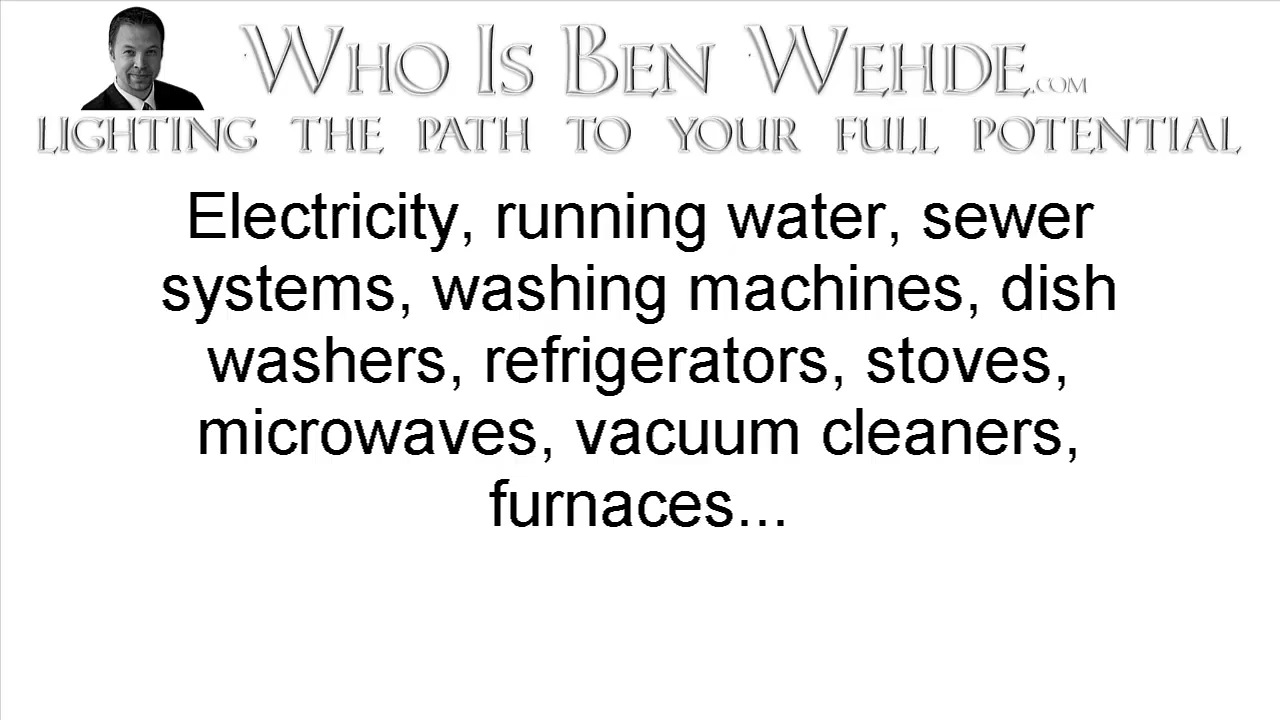 Who Is Ben Wehde.com
Lighting the path to your full potential
Electricity, running water, sewer
systems, washing machines, dish
washers, refrigerators, stoves,
microwaves, vacuum cleaners,
furnaces...